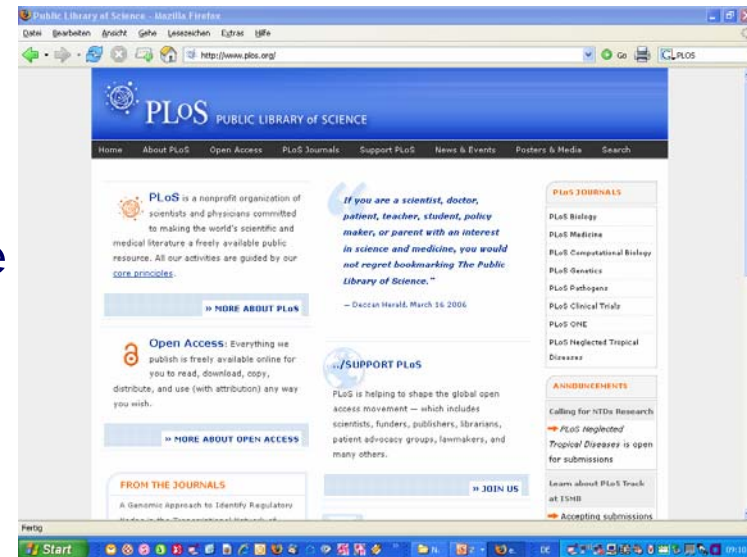 Public Library of Science - Mozilla Firefox
Datei Bearbeiten Ansicht Gehe Lesezeichen Extras Hilfe
http://www.plos.org/
Go
PLOS
PLoS PUBLIC LIBRARY of SCIENCE
Home About PLoS Open Access PLoS Journals Support PLoS News & Events Posters & Media Search
PLoS is a nonprofit organization of
scientists and physicians committed
to making the world's scientific and
medical literature a freely available public
resource. All our activities are guided by our
core principles.
» MORE ABOUT PLoS
Open Access: Everything we
publish is freely available online for
you to read, download, copy,
distribute, and use (with attribution) any way
you wish.
» MORE ABOUT OPEN ACCESS
FROM THE JOURNALS
A Genomic Approach to Identify Regulatory
If you are a scientist, doctor,
patient, teacher, student, policy
maker, or parent with an interest
in science and medicine, you would
not regret bookmarking The Public
Library of Science."
— Deccan Herald, March 16 2006
../SUPPORT PLoS
PLoS is helping to shape the global open
access movement — which includes
scientists, funders, publishers, librarians,
patient advocacy groups, lawmakers, and
many others.
» JOIN US
PLoS JOURNALS
PLoS Biology
PLoS Medicine
PLoS Computational Biology
PLoS Genetics
PLoS Pathogens
PLoS Clinical Trials
PLoS ONE
PLoS Neglected Tropical
Diseases
ANNOUNCEMENTS
Calling for NTDs Research
PLoS Neglected
Tropical Diseases is open
for submissions
Learn about PLoS Track
at ISMB
Accepting submissions
e
Fertig
Start
DE
09:10